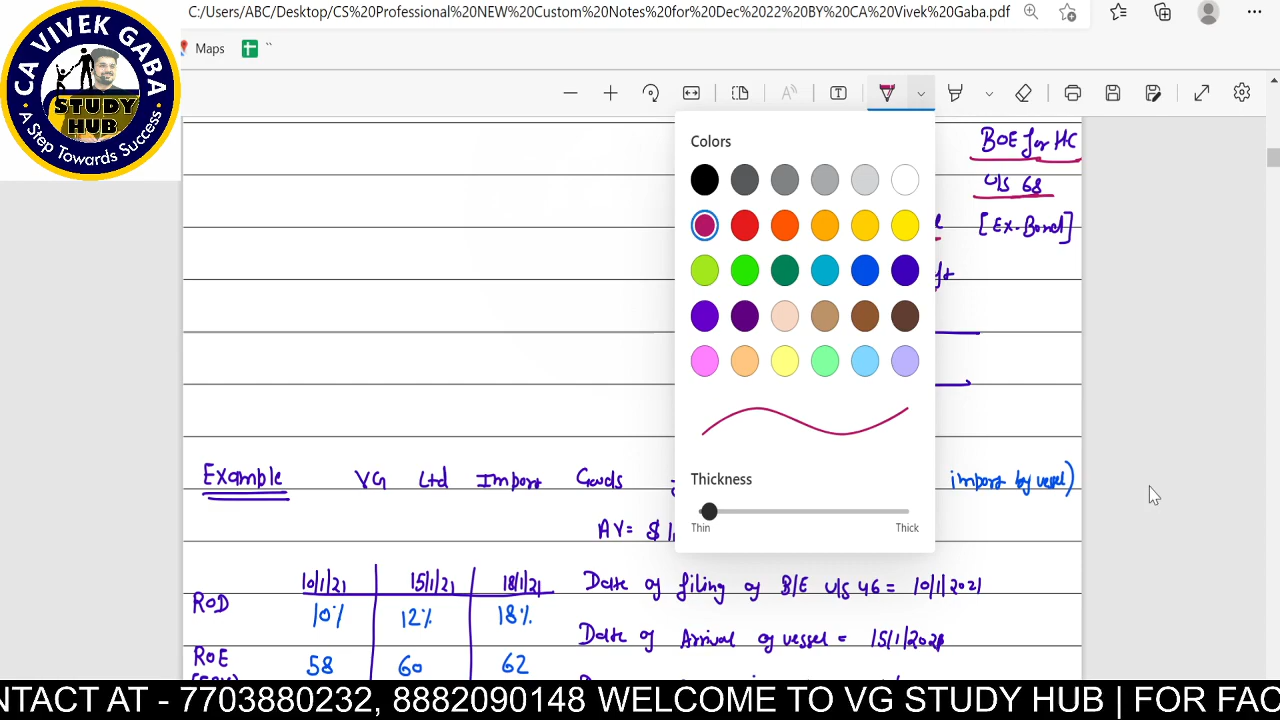 C:/Users/ABC/Desktop/CS%20Professional%20NEW%20Custom%20Notes%20for%20Dec%2022%20BY%20CA%20Vivek%20Gaba.pdf
CA VIVEK GABA
STUDY
HUB
· A Step Towards Success ·
Maps
Colors
BOE for HC
U/s 68
[Ex-Bond]
Thickness
Thin Thick
Example VG Ltd Import Goods import by vessel)
AV= $
10/1/21 15/1/21 18/1/21 Date of filing of B/E U/s 46 = 10/1/2021
ROD 10% 12% 18%
Date of Arrival of vessel = 15/1/2021
ROE 58 60 62
NTACT AT - 7703880232, 8882090148 WELCOME TO VG STUDY HUB | FOR FAC